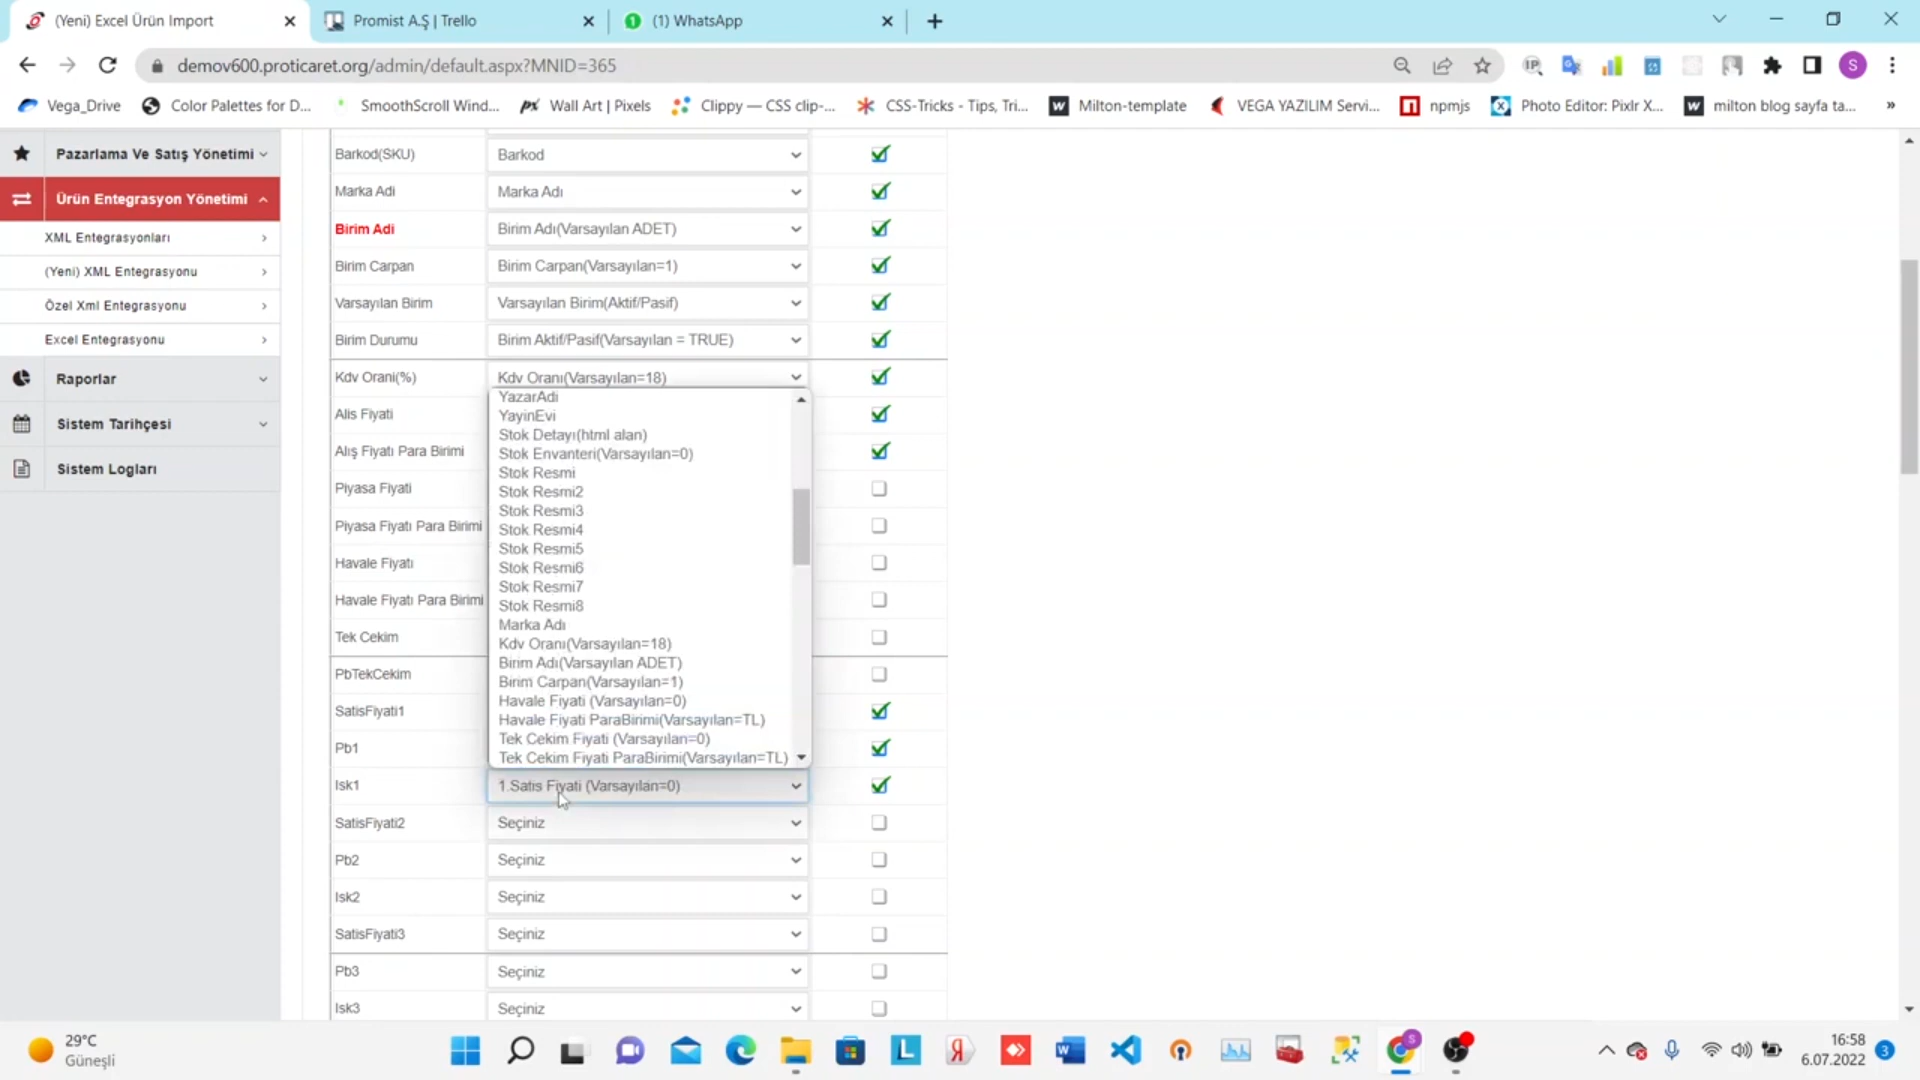 (Yeni) Excel Ürün Import
Promist A.Ş | Trello
(1) WhatsApp
demov600.proticaret.org/admin/default.aspx?MNID=365
Vega_Drive
Color Palettes for D...
SmoothScroll Wind...
Wall Art | Pixels
Clippy — CSS clip-...
CSS-Tricks - Tips, Tri...
Milton-template
VEGA YAZILIM Servi...
npmjs
Photo Editor: Pixlr X...
milton blog sayfa ta...
»
Pazarlama Ve Satış Yönetimi
Ürün Entegrasyon Yönetimi
XML Entegrasyonları
(Yeni) XML Entegrasyonu
Özel Xml Entegrasyonu
Excel Entegrasyonu
Raporlar
Sistem Tarihçesi
Sistem Logları
Barkod(SKU) Barkod
Marka Adi Marka Adı
Birim Adi Birim Adı(Varsayılan ADET)
Birim Carpan Birim Carpan(Varsayılan=1)
Varsayılan Birim Varsayılan Birim(Aktif/Pasif)
Birim Durumu Birim Aktif/Pasif(Varsayılan = TRUE)
Kdv Orani(%) Kdv Oranı(Varsayılan=18)
Alis Fiyati
Alış Fiyatı Para Birimi
Piyasa Fiyati
Piyasa Fiyatı Para Birimi
Havale Fiyatı
Havale Fiyatı Para Birimi
Tek Cekim
PbTekCekim
SatisFiyati1
Pb1
YazarAdi
YayinEvi
Stok Detayı(html alan)
Stok Envanteri(Varsayılan=0)
Stok Resmi
Stok Resmi2
Stok Resmi3
Stok Resmi4
Stok Resmi5
Stok Resmi6
Stok Resmi7
Stok Resmi8
Marka Adı
Kdv Oranı(Varsayılan=18)
Birim Adı(Varsayılan ADET)
Birim Carpan(Varsayılan=1)
Havale Fiyati (Varsayılan=0)
Havale Fiyati ParaBirimi(Varsayılan=TL)
Tek Cekim Fiyati (Varsayılan=0)
Tek Cekim Fiyati ParaBirimi(Varsayılan=TL)
Isk1 1.Satis Fiyati (Varsayılan=0)
SatisFiyati2 Seçiniz
Pb2 Seçiniz
Isk2 Seçiniz
SatisFiyati3 Seçiniz
Pb3 Seçiniz
Isk3 Seçiniz
29°C
Güneşli
16:58
6.07.2022
3